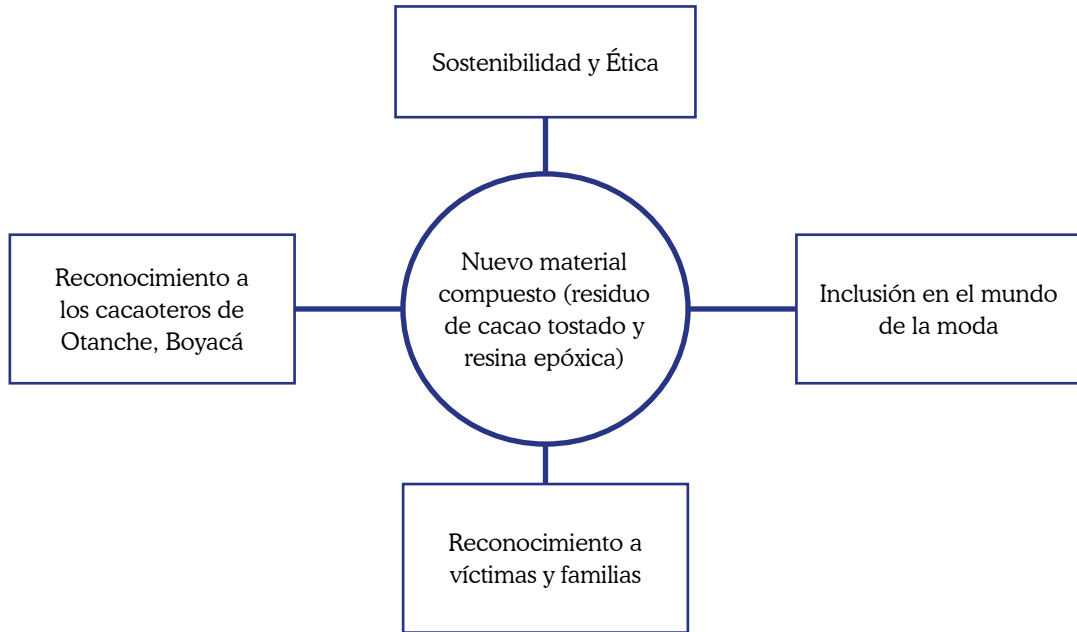 Sostenibilidad y Ética
Reconocimiento a
los cacaoteros de
Otanche, Boyacá
Nuevo material
compuesto (residuo
de cacao tostado y
resina epóxica)
Inclusión en el mundo
de la moda
Reconocimiento a
víctimas y familias